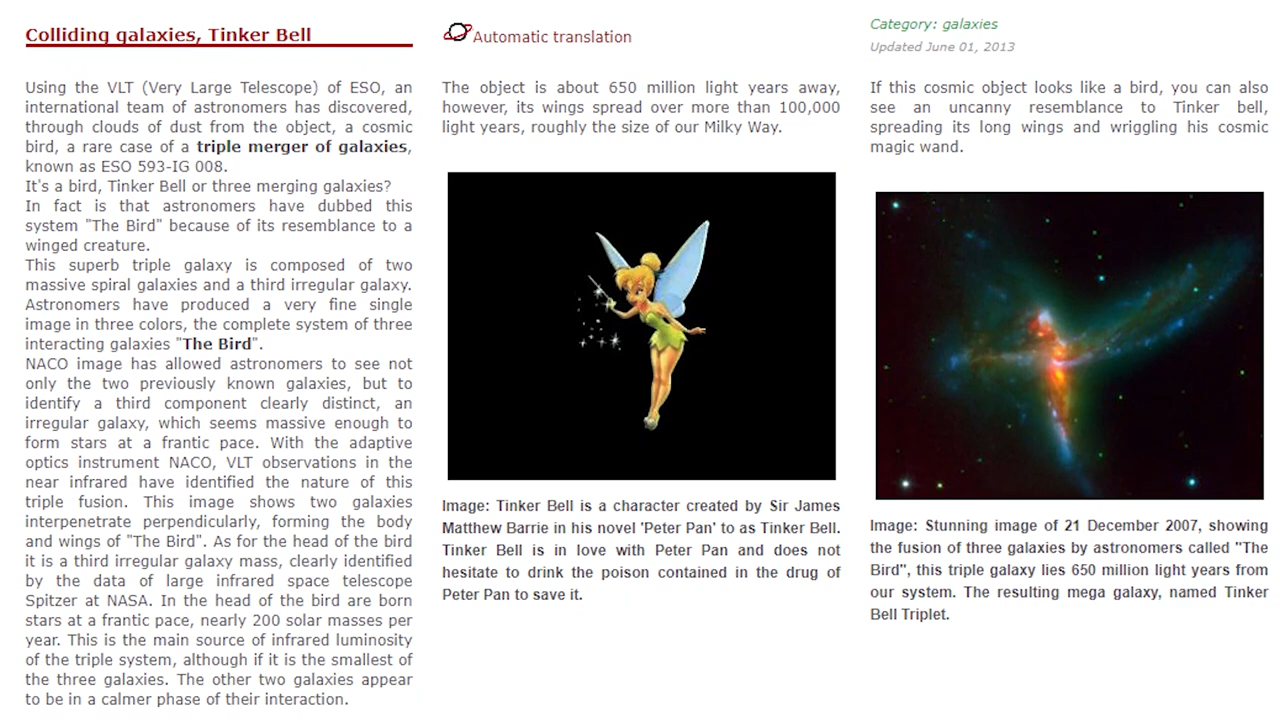 Colliding galaxies, Tinker Bell
Using the VLT (Very Large Telescope) of ESO, an
international team of astronomers has discovered,
through clouds of dust from the object, a cosmic
bird, a rare case of a triple merger of galaxies,
known as ESO 593-IG 008.
It's a bird, Tinker Bell or three merging galaxies?
In fact is that astronomers have dubbed this
system "The Bird" because of its resemblance to a
winged creature.
This superb triple galaxy is composed of two
massive spiral galaxies and a third irregular galaxy.
Astronomers have produced a very fine single
image in three colors, the complete system of three
interacting galaxies "The Bird".
NACO image has allowed astronomers to see not
only the two previously known galaxies, but to
identify a third component clearly distinct, an
irregular galaxy, which seems massive enough to
form stars at a frantic pace. With the adaptive
optics instrument NACO, VLT observations in the
near infrared have identified the nature of this
triple fusion. This image shows two galaxies
interpenetrate perpendicularly, forming the body
and wings of "The Bird". As for the head of the bird
it is a third irregular galaxy mass, clearly identified
by the data of large infrared space telescope
Spitzer at NASA. In the head of the bird are born
stars at a frantic pace, nearly 200 solar masses per
year. This is the main source of infrared luminosity
of the triple system, although if it is the smallest of
the three galaxies. The other two galaxies appear
to be in a calmer phase of their interaction.
Automatic translation
The object is about 650 million light years away,
however, its wings spread over more than 100,000
light years, roughly the size of our Milky Way.
Image: Tinker Bell is a character created by Sir James
Matthew Barrie in his novel 'Peter Pan' to as Tinker Bell.
Tinker Bell is in love with Peter Pan and does not
hesitate to drink the poison contained in the drug of
Peter Pan to save it.
Category: galaxies
Updated June 01, 2013
If this cosmic object looks like a bird, you can also
see an uncanny resemblance to Tinker bell,
spreading its long wings and wriggling his cosmic
magic wand.
Image: Stunning image of 21 December 2007, showing
the fusion of three galaxies by astronomers called "The
Bird", this triple galaxy lies 650 million light years from
our system. The resulting mega galaxy, named Tinker
Bell Triplet.